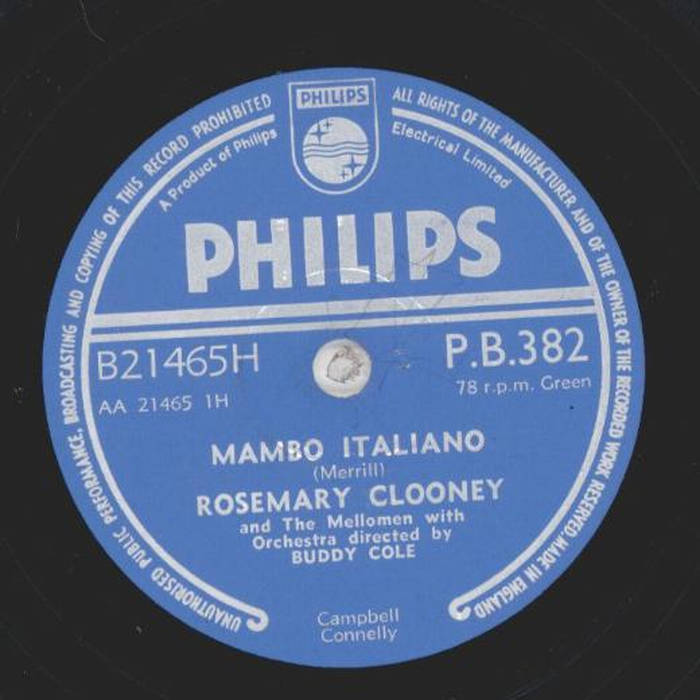 PHILIPS
UNAUTHORISED PUBLIC PERFORMANCE, BROADCASTING AND COPYING OF THIS RECORD PROHIBITED
ALL RIGHTS OF THE MANUFACTURER AND OF THE OWNER OF THE RECORDED WORK RESERVED. MADE IN ENGLAND
A Product of Philips
Electrical Limited
PHILIPS
B21465H
P.B.382
AA 21465 1H
78 r.p.m. Green
MAMBO ITALIANO
(Merrill)
ROSEMARY CLOONEY
and The Mellomen with
Orchestra directed by
BUDDY COLE
Campbell
Connelly